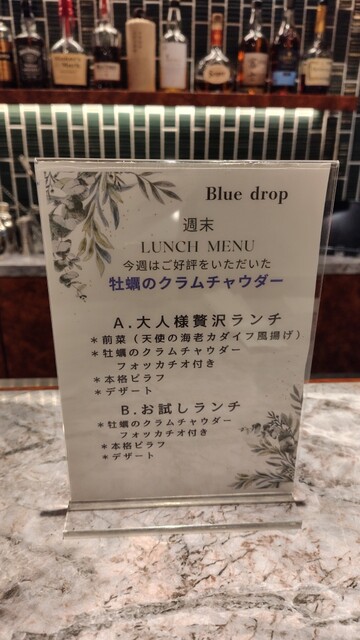 Blue drop
週末
LUNCH MENU
今週はご好評をいただいた
牡蠣のクラムチャウダー
A.大人様贅沢ランチ
*前菜(天使の海老カダイフ風揚げ)
*牡蠣のクラムチャウダー
フォッカチオ付き
*本格ピラフ
*デザート
B.お試しランチ
*牡蠣のクラムチャウダー
フォッカチオ付き
*本格ピラフ
*デザート